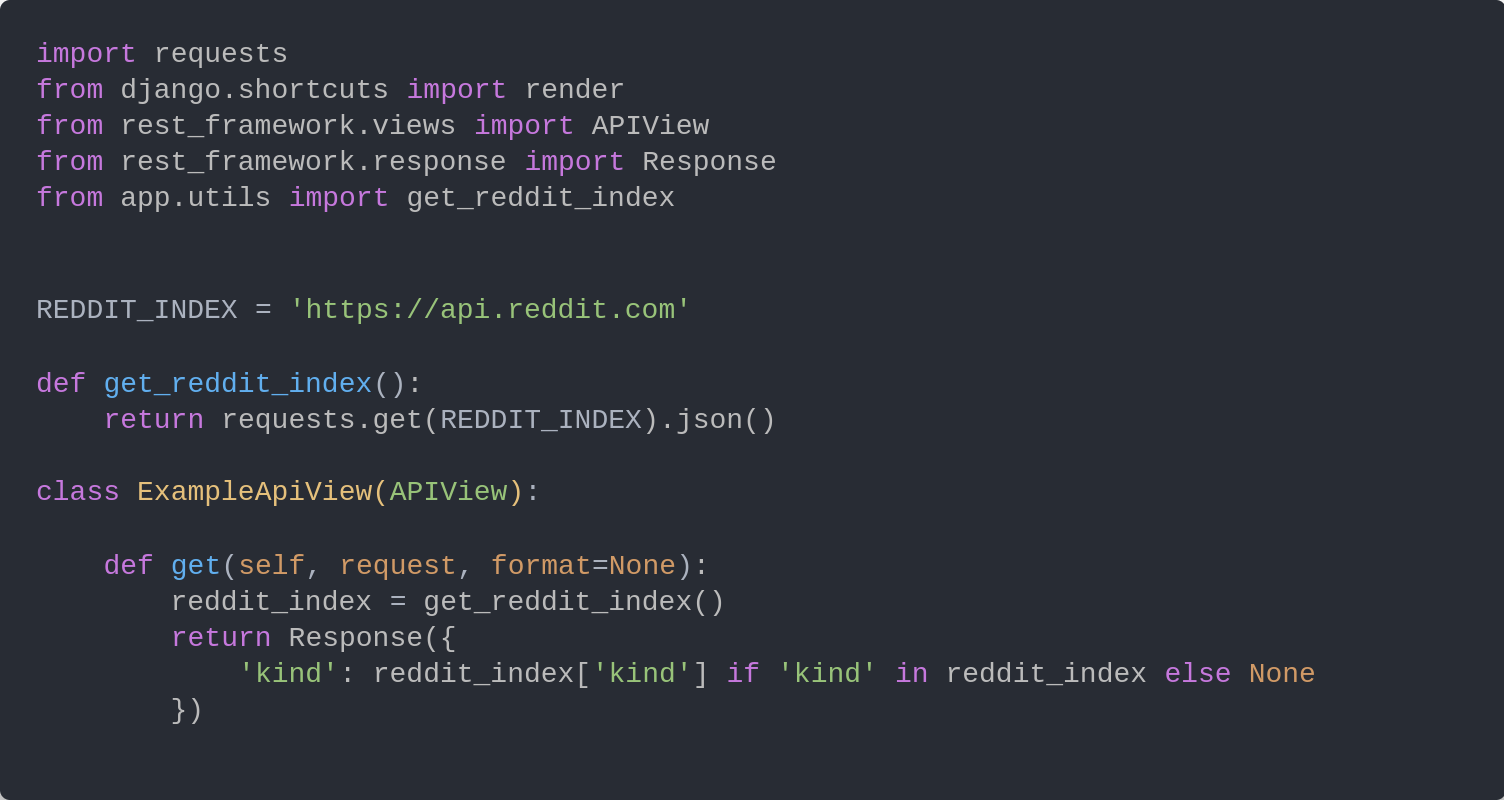 import requests
from django.shortcuts import render
from rest_framework.views import APIView
from rest_framework.response import Response
from app.utils import get_reddit_index


REDDIT_INDEX = 'https://api.reddit.com'

def get_reddit_index():
    return requests.get(REDDIT_INDEX).json()

class ExampleApiView(APIView):

    def get(self, request, format=None):
        reddit_index = get_reddit_index()
        return Response({
            'kind': reddit_index['kind'] if 'kind' in reddit_index else None
        })